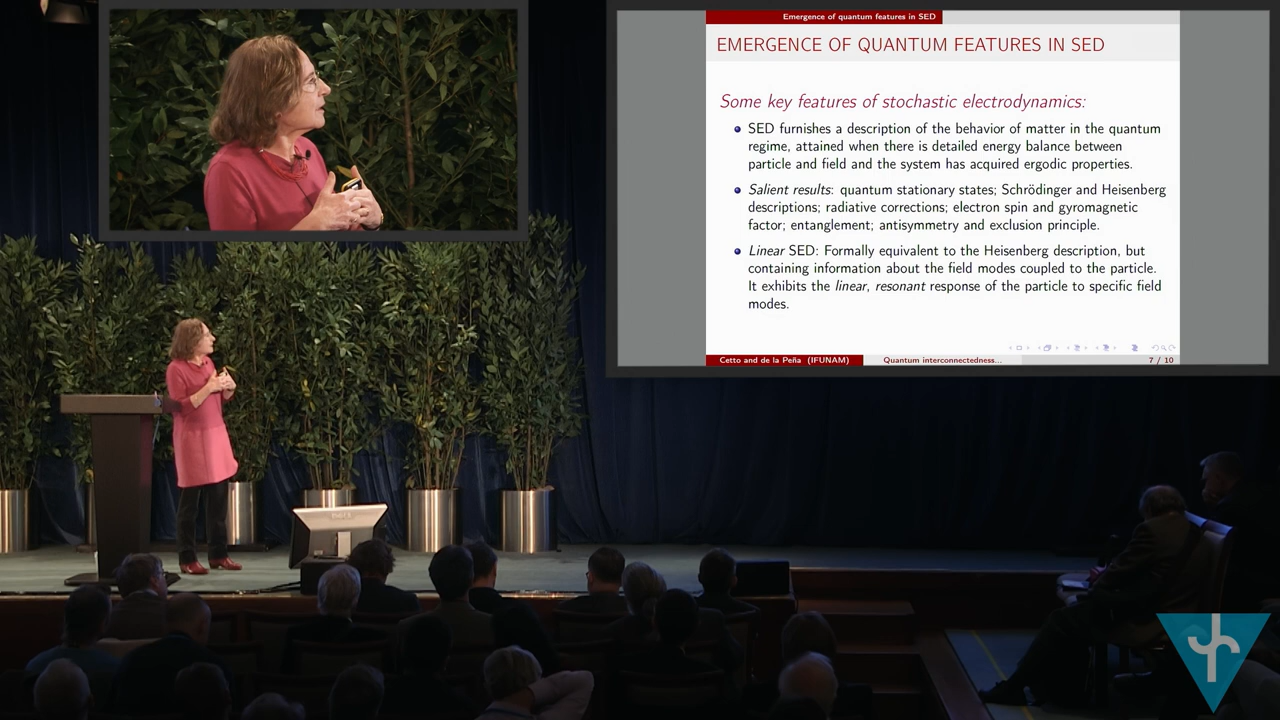 Emergence of quantum features in SED
EMERGENCE OF QUANTUM FEATURES IN SED
Some key features of stochastic electrodynamics:
SED furnishes a description of the behavior of matter in the quantum
regime, attained when there is detailed energy balance between
particle and field and the system has acquired ergodic properties.
Salient results: quantum stationary states; Schrödinger and Heisenberg
descriptions; radiative corrections; electron spin and gyromagnetic
factor; entanglement; antisymmetry and exclusion principle.
Linear SED: Formally equivalent to the Heisenberg description, but
containing information about the field modes coupled to the particle.
It exhibits the linear, resonant response of the particle to specific field
modes.
Cetto and de la Peña (IFUNAM) Quantum interconnectedness... 7 / 10